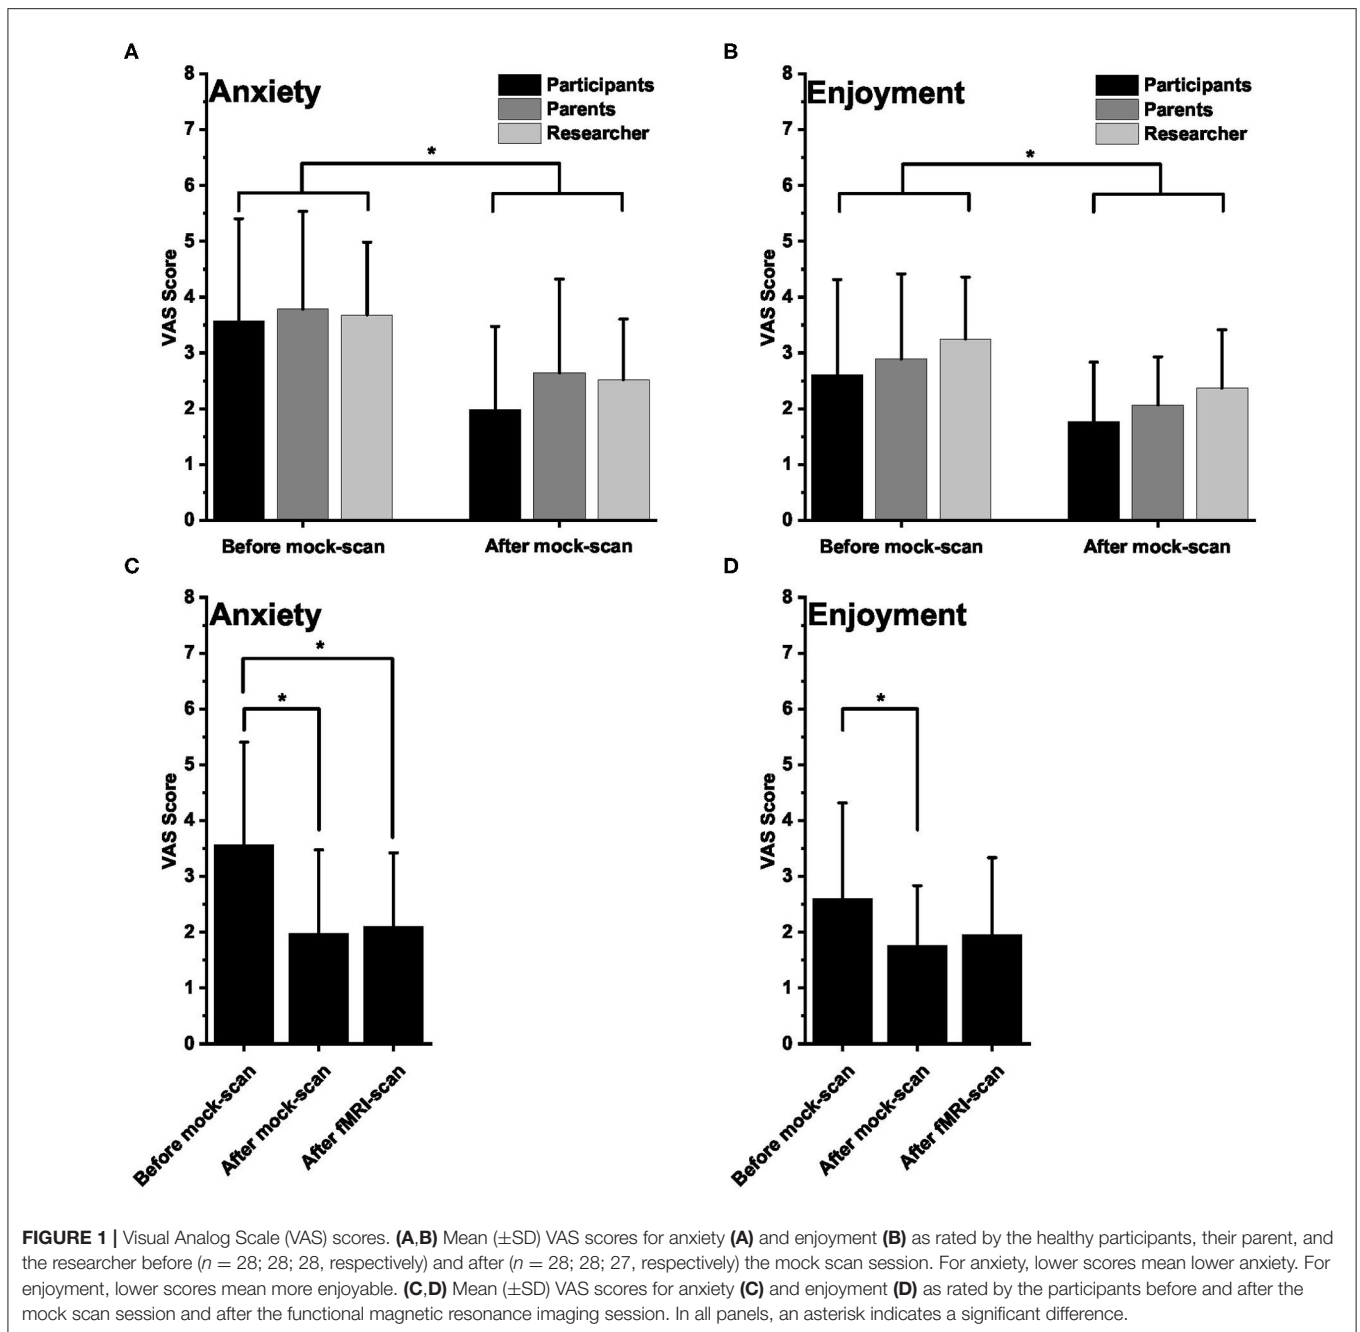 A
Anxiety
Participants
Parents
Researcher
*
VAS Score
8
7
6
5
4
3
2
1
0
Before mock-scan
After mock-scan
B
Enjoyment
Participants
Parents
Researcher
*
VAS Score
8
7
6
5
4
3
2
1
0
Before mock-scan
After mock-scan
C
Anxiety
*
*
VAS Score
8
7
6
5
4
3
2
1
0
Before mock-scan
After mock-scan
After fMRI-scan
D
Enjoyment
*
VAS Score
8
7
6
5
4
3
2
1
0
Before mock-scan
After mock-scan
After fMRI-scan
FIGURE 1 | Visual Analog Scale (VAS) scores. (A,B) Mean (±SD) VAS scores for anxiety (A) and enjoyment (B) as rated by the healthy participants, their parent, and
the researcher before (n = 28; 28; 28, respectively) and after (n = 28; 28; 27, respectively) the mock scan session. For anxiety, lower scores mean lower anxiety. For
enjoyment, lower scores mean more enjoyable. (C,D) Mean (±SD) VAS scores for anxiety (C) and enjoyment (D) as rated by the participants before and after the
mock scan session and after the functional magnetic resonance imaging session. In all panels, an asterisk indicates a significant difference.